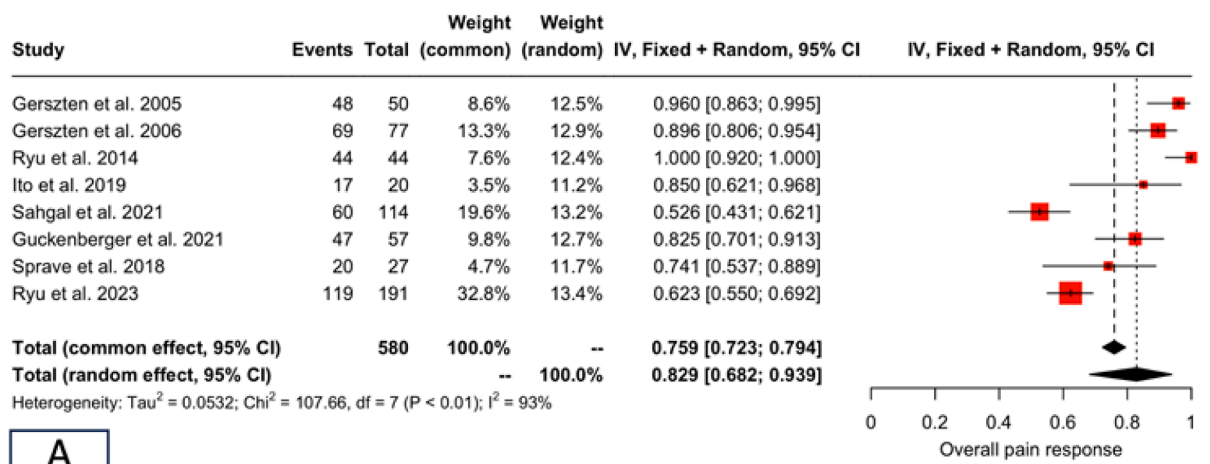 Weight Weight
Study Events Total (common) (random) IV, Fixed + Random, 95% CI IV, Fixed + Random, 95% CI
Gerszten et al. 2005 48 50 8.6% 12.5% 0.960 [0.863; 0.995]
Gerszten et al. 2006 69 77 13.3% 12.9% 0.896 [0.806; 0.954]
Ryu et al. 2014 44 44 7.6% 12.4% 1.000 [0.920; 1.000]
Ito et al. 2019 17 20 3.5% 11.2% 0.850 [0.621; 0.968]
Sahgal et al. 2021 60 114 19.6% 13.2% 0.526 [0.431; 0.621]
Guckenberger et al. 2021 47 57 9.8% 12.7% 0.825 [0.701; 0.913]
Sprave et al. 2018 20 27 4.7% 11.7% 0.741 [0.537; 0.889]
Ryu et al. 2023 119 191 32.8% 13.4% 0.623 [0.550; 0.692]
Total (common effect, 95% CI) 580 100.0% -- 0.759 [0.723; 0.794]
Total (random effect, 95% CI) -- 100.0% 0.829 [0.682; 0.939]
Heterogeneity: Tau² = 0.0532; Chi² = 107.66, df = 7 (P < 0.01); I² = 93%
0 0.2 0.4 0.6 0.8 1
Overall pain response
A